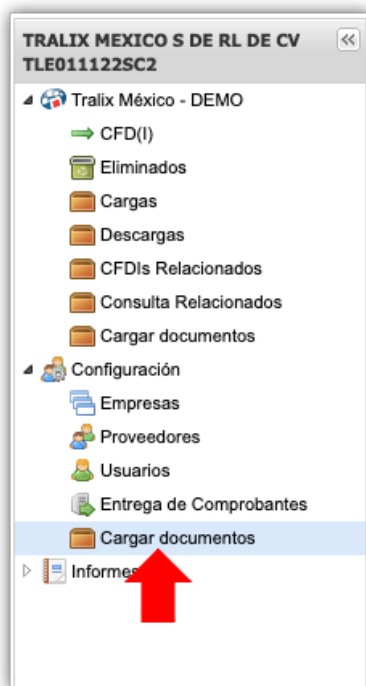 TRALIX MEXICO S DE RL DE CV
TLE011122SC2
Tralix México - DEMO
CFD(I)
Eliminados
Cargas
Descargas
CFDIs Relacionados
Consulta Relacionados
Cargar documentos
Configuración
Empresas
Proveedores
Usuarios
Entrega de Comprobantes
Cargar documentos
Informes